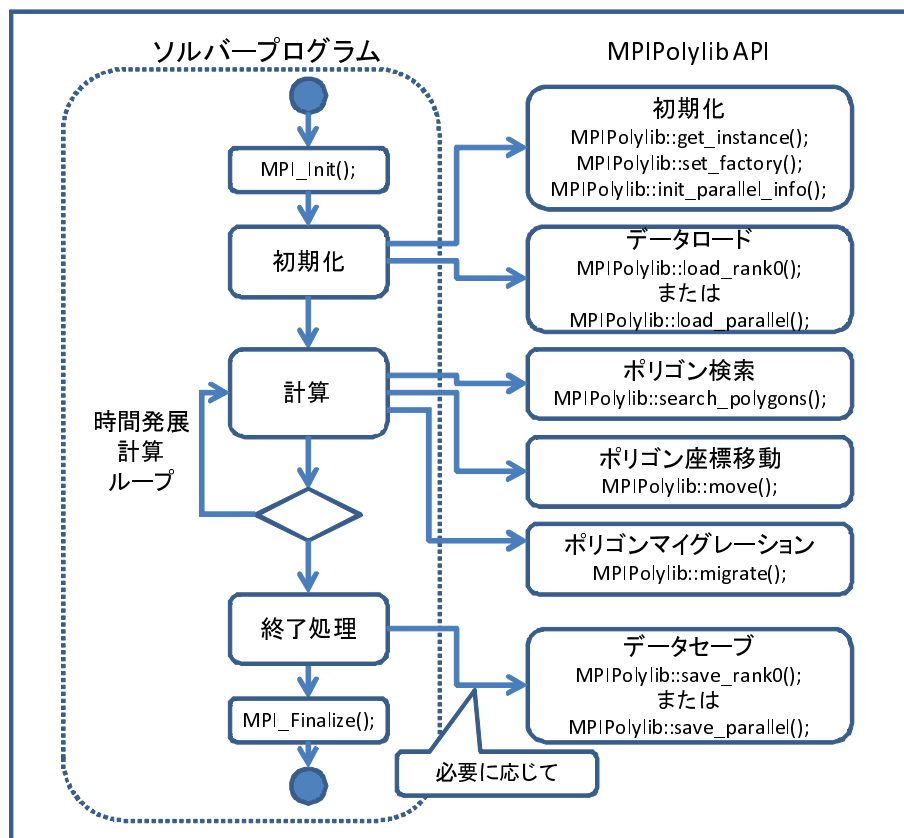 ソルバープログラム
MPIPolylib API
MPI_Init();
初期化
計算
時間発展
計算
ループ
終了処理
MPI_Finalize();
初期化
MPIPolylib::get_instance();
MPIPolylib::set_factory();
MPIPolylib::init_parallel_info();
データロード
MPIPolylib::load_rank0();
または
MPIPolylib::load_parallel();
ポリゴン検索
MPIPolylib::search_polygons();
ポリゴン座標移動
MPIPolylib::move();
ポリゴンマイグレーション
MPIPolylib::migrate();
データセーブ
MPIPolylib::save_rank0();
または
MPIPolylib::save_parallel();
必要に応じて